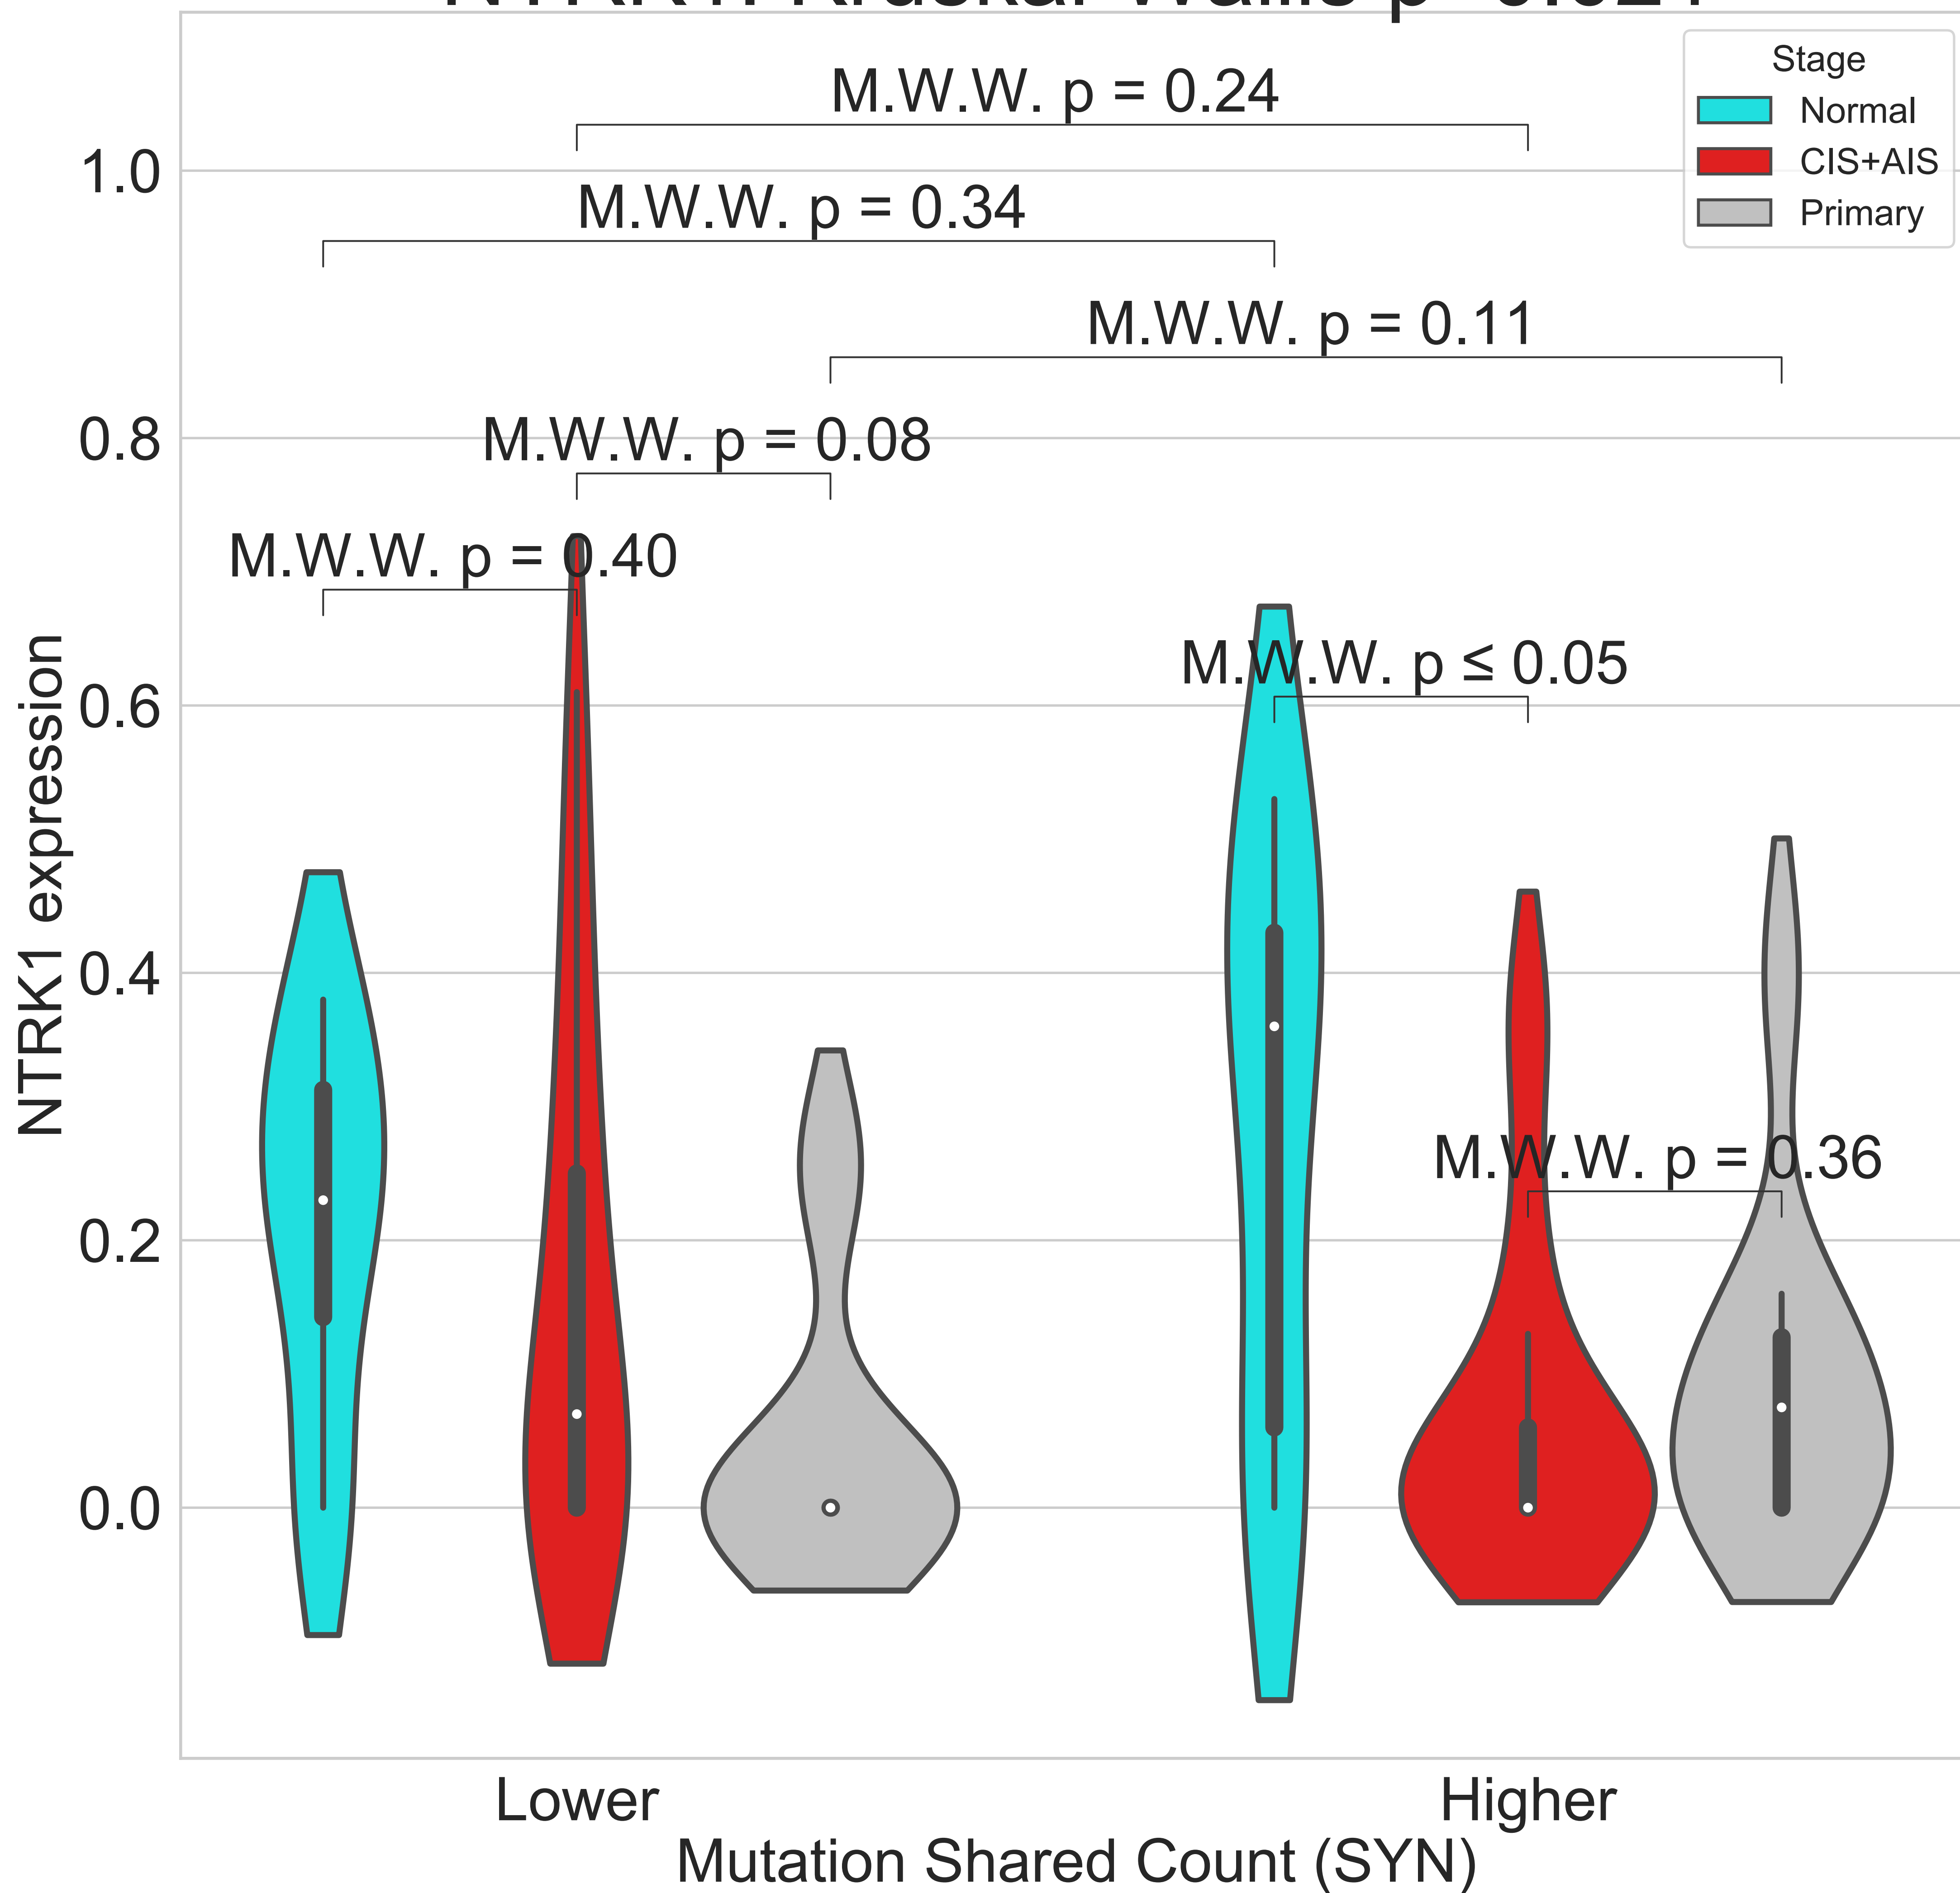 Stage
Normal
CIS+AIS
Primary
M.W.W. p = 0.24
M.W.W. p = 0.34
M.W.W. p = 0.11
M.W.W. p = 0.08
M.W.W. p = 0.40
M.W.W. p ≤ 0.05
M.W.W. p = 0.36
1.0
0.8
0.6
0.4
0.2
0.0
NTRK1 expression
Lower
Higher
Mutation Shared Count (SYN)